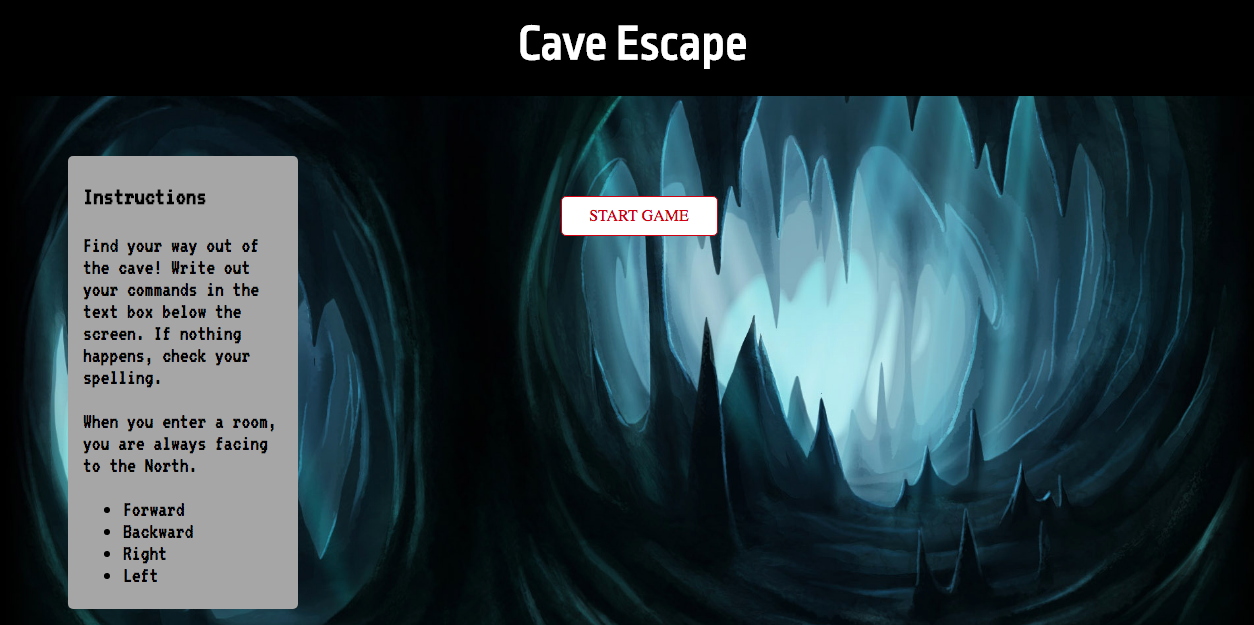 Cave Escape
START GAME
Instructions
Find your way out of
the cave! Write out
your commands in the
text box below the
screen. If nothing
happens, check your
spelling.
When you enter a room,
you are always facing
to the North.
Forward
Backward
Right
Left